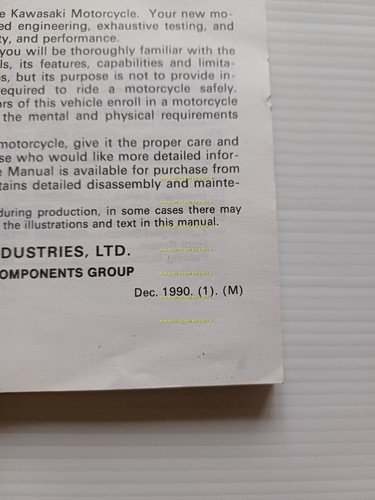 e Kawasaki Motorcycle. Your new mo-
ed engineering, exhaustive testing, and
ty, and performance.
you will be thoroughly familiar with the
ls, its features, capabilities and limita-
s, but its purpose is not to provide in-
required to ride a motorcycle safely.
ors of this vehicle enroll in a motorcycle
the mental and physical requirements
motorcycle, give it the proper care and
se who would like more detailed infor-
e Manual is available for purchase from
tains detailed disassembly and mainte-
during production, in some cases there may
the illustrations and text in this manual.
DUSTRIES, LTD.
OMPONENTS GROUP
Dec. 1990. (1). (M)